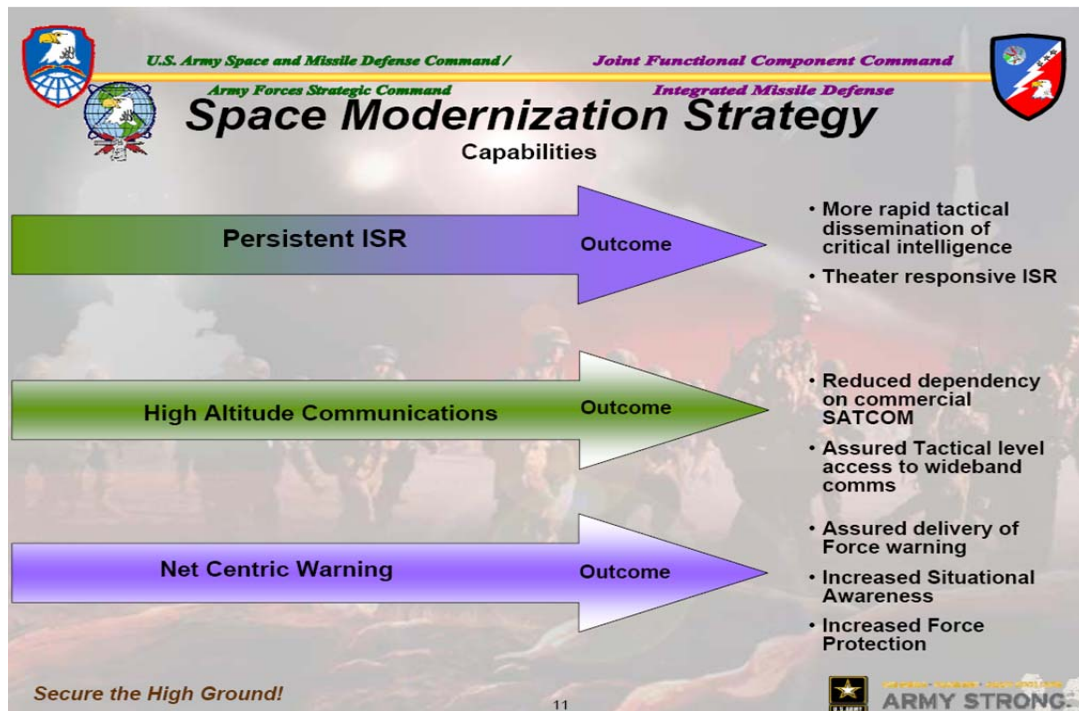 U.S. Army Space and Missile Defense Command /
Joint Functional Component Command
Army Forces Strategic Command
Integrated Missile Defense
Space Modernization Strategy
Capabilities
Persistent ISR
Outcome
• More rapid tactical
dissemination of
critical intelligence
• Theater responsive ISR
High Altitude Communications
Outcome
• Reduced dependency
on commercial
SATCOM
• Assured Tactical level
access to wideband
comms
Net Centric Warning
Outcome
• Assured delivery of
Force warning
• Increased Situational
Awareness
• Increased Force
Protection
Secure the High Ground!
11
U.S. ARMY
ARMY STRONG.